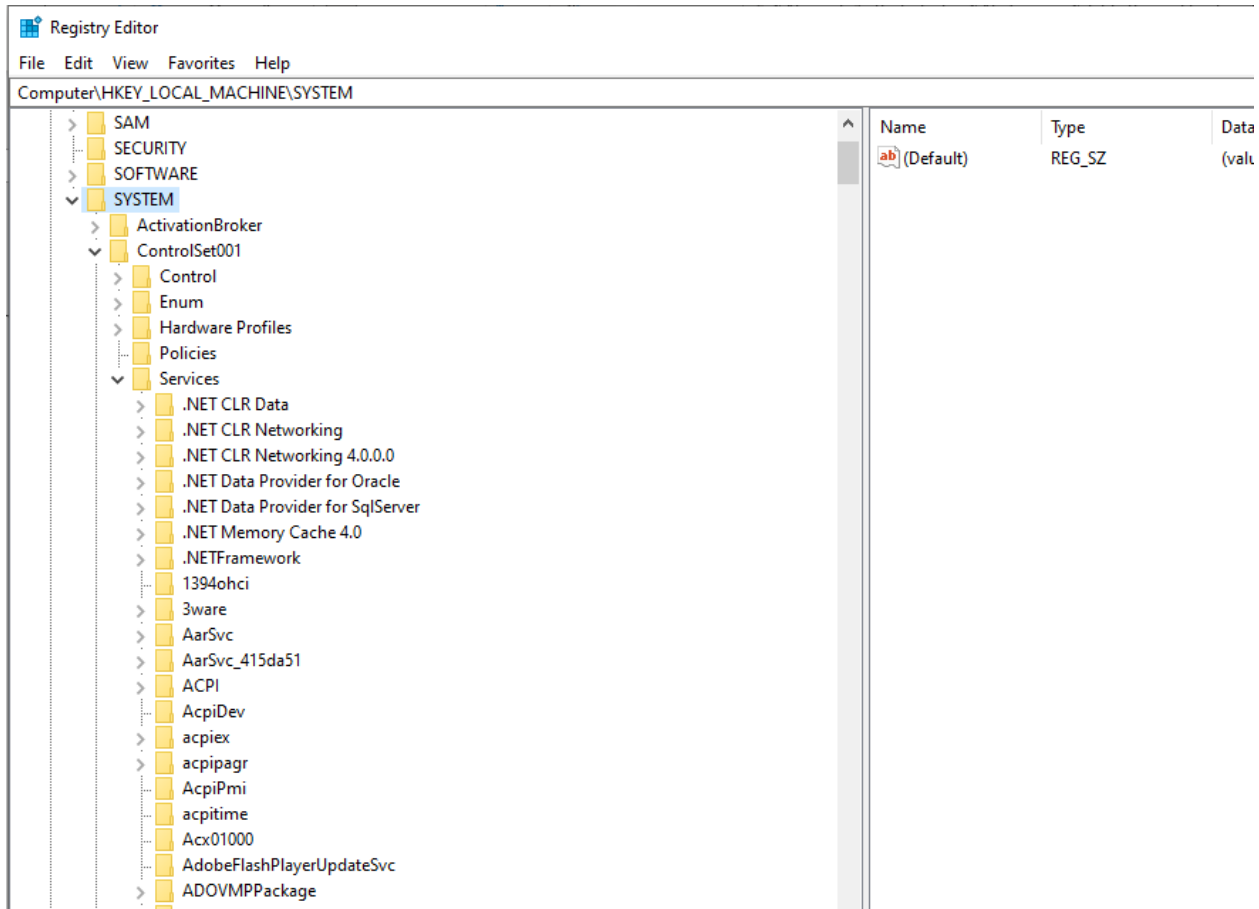 Registry Editor
File Edit View Favorites Help
Computer\HKEY_LOCAL_MACHINE\SYSTEM
SAM
SECURITY
SOFTWARE
SYSTEM
ActivationBroker
ControlSet001
Control
Enum
Hardware Profiles
Policies
Services
.NET CLR Data
.NET CLR Networking
.NET CLR Networking 4.0.0.0
.NET Data Provider for Oracle
.NET Data Provider for SqlServer
.NET Memory Cache 4.0
.NETFramework
1394ohci
3ware
AarSvc
AarSvc_415da51
ACPI
AcpiDev
acpiex
acpipagr
AcpiPmi
acpitime
Acx01000
AdobeFlashPlayerUpdateSvc
ADOVMPPackage
Name Type Data
ab (Default) REG_SZ (valu